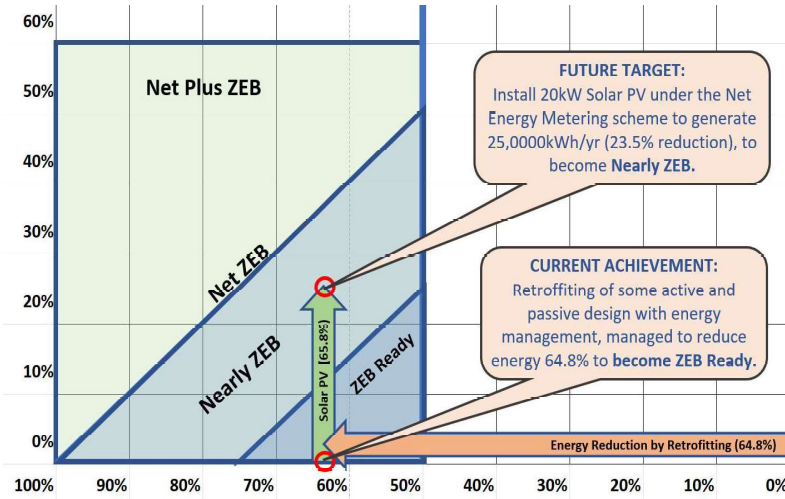 60%
50%
40%
30%
20%
10%
0%
Net Plus ZEB
Net ZEB
Nearly ZEB
ZEB Ready
Solar PV (65.8%)
FUTURE TARGET:
Install 20kW Solar PV under the Net
Energy Metering scheme to generate
25,0000kWh/yr (23.5% reduction), to
become Nearly ZEB.
CURRENT ACHIEVEMENT:
Retroffiting of some active and
passive design with energy
management, managed to reduce
energy 64.8% to become ZEB Ready.
Energy Reduction by Retrofitting (64.8%)
100% 90% 80% 70% 60% 50% 40% 30% 20% 10% 0%